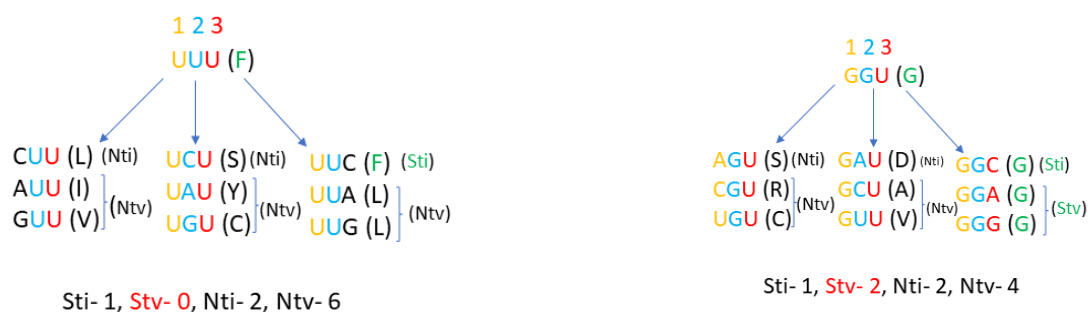 1 2 3
UUU (F)
CUU (L) (Nti)
AUU (I)
GUU (V)
(Ntv)
UCU (S) (Nti)
UAU (Y)
UGU (C)
(Ntv)
UUC (F) (Sti)
UUA (L)
UUG (L)
(Ntv)
Sti- 1, Stv- 0, Nti- 2, Ntv- 6
1 2 3
GGU (G)
AGU (S) (Nti)
CGU (R)
UGU (C)
(Ntv)
GAU (D) (Nti)
GCU (A)
GUU (V)
(Ntv)
GGC (G) (Sti)
GGA (G)
GGG (G)
(Stv)
Sti- 1, Stv- 2, Nti- 2, Ntv- 4